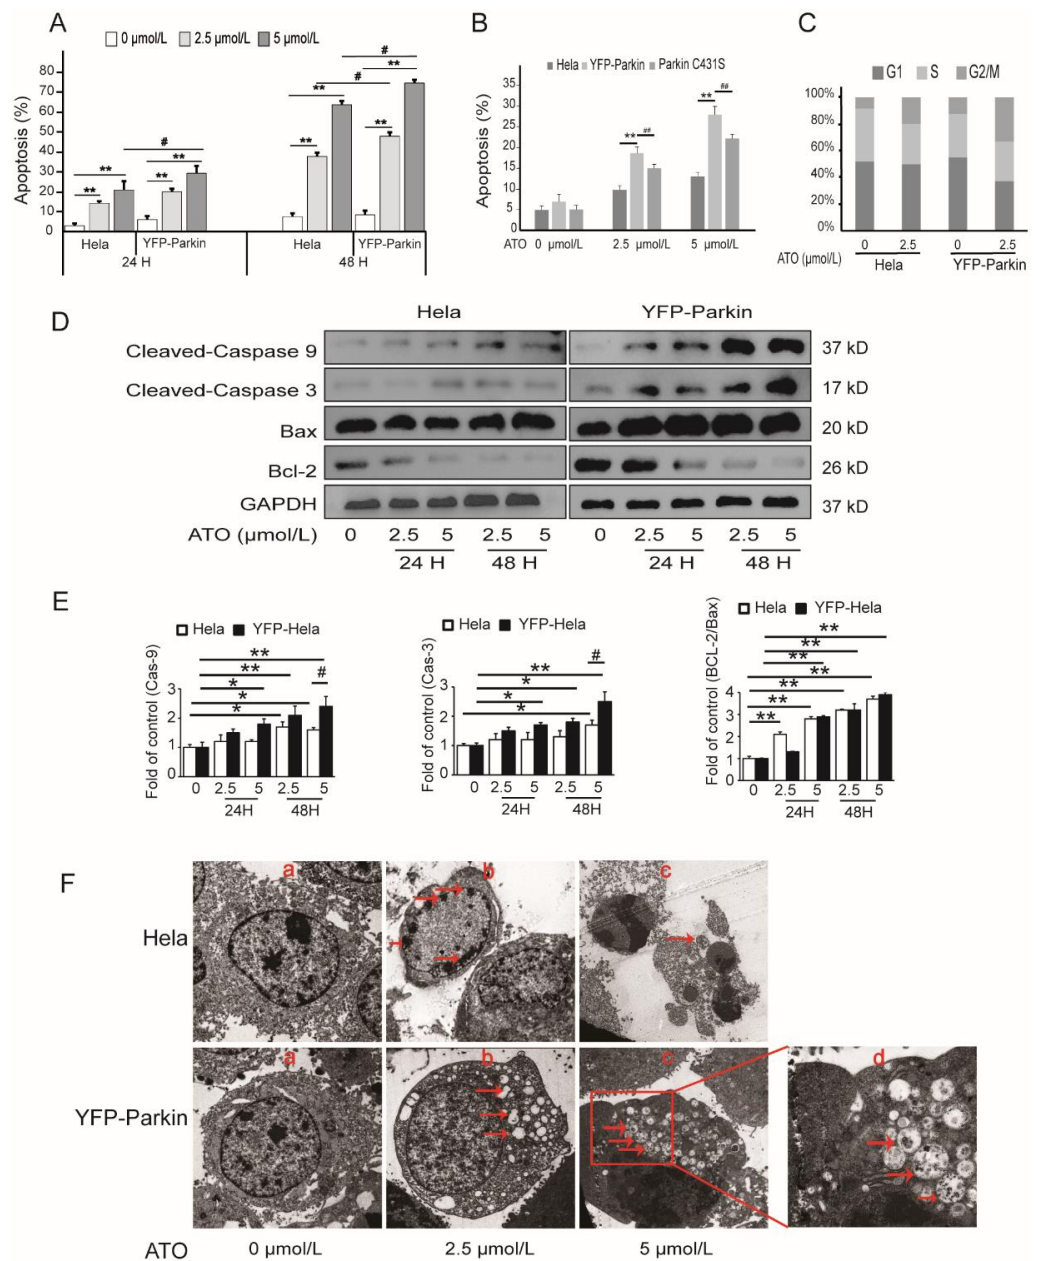 A
0 μmol/L 2.5 μmol/L 5 μmol/L
Apoptosis (%)
80
70
60
50
40
30
20
10
0
** ** ** ** #
** ** ** ** # #
Hela YFP-Parkin Hela YFP-Parkin
24 H 48 H
B
Hela YFP-Parkin Parkin C431S
Apoptosis (%)
35
30
25
20
15
10
5
0
** ## ** ##
ATO 0 μmol/L 2.5 μmol/L 5 μmol/L
C
G1 S G2/M
100%
80%
60%
40%
20%
0%
0 2.5 0 2.5
ATO (μmol/L)
Hela YFP-Parkin
D
Hela YFP-Parkin
Cleaved-Caspase 9 37 kD
Cleaved-Caspase 3 17 kD
Bax 20 kD
Bcl-2 26 kD
GAPDH 37 kD
ATO (μmol/L) 0 2.5 5 2.5 5 0 2.5 5 2.5 5
24 H 48 H 24 H 48 H
E
Hela YFP-Hela
Fold of control (Cas-9)
**
**
* #
*
*
3
2
1
0
0 2.5 5 2.5 5
24H 48H
Hela YFP-Hela
Fold of control (Cas-3)
** #
*
*
*
3
2
1
0
0 2.5 5 2.5 5
24H 48H
Hela YFP-Hela
Fold of control (BCL-2/Bax)
**
**
**
**
**
**
**
4
3
2
1
0
0 2.5 5 2.5 5
24H 48H
F
a b c
Hela
a b c d
YFP-Parkin
ATO 0 μmol/L 2.5 μmol/L 5 μmol/L